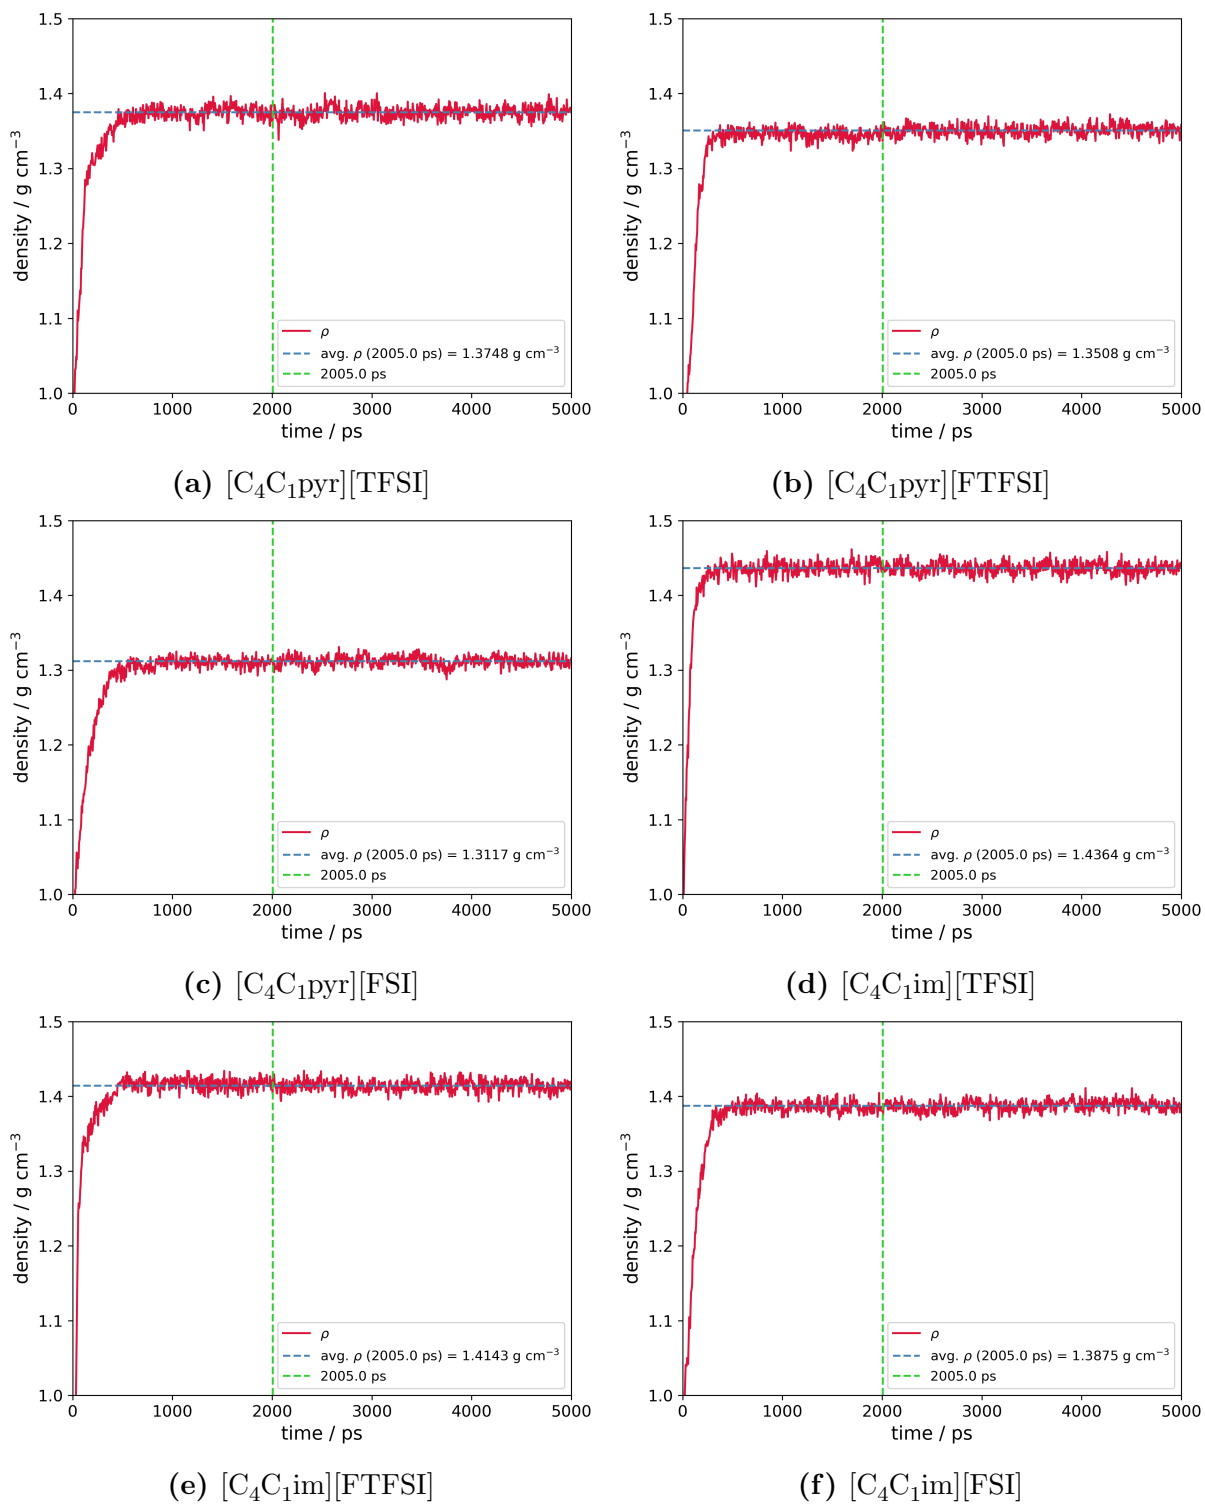 1.5
1.4
1.3
1.2
1.1
1.0
density / g cm⁻³
ρ
avg. ρ (2005.0 ps) = 1.3748 g cm⁻³
2005.0 ps
0 1000 2000 3000 4000 5000
time / ps
(a) [C₄C₁pyr][TFSI]
1.5
1.4
1.3
1.2
1.1
1.0
density / g cm⁻³
ρ
avg. ρ (2005.0 ps) = 1.3508 g cm⁻³
2005.0 ps
0 1000 2000 3000 4000 5000
time / ps
(b) [C₄C₁pyr][FTFSI]
1.5
1.4
1.3
1.2
1.1
1.0
density / g cm⁻³
ρ
avg. ρ (2005.0 ps) = 1.3117 g cm⁻³
2005.0 ps
0 1000 2000 3000 4000 5000
time / ps
(c) [C₄C₁pyr][FSI]
1.5
1.4
1.3
1.2
1.1
1.0
density / g cm⁻³
ρ
avg. ρ (2005.0 ps) = 1.4364 g cm⁻³
2005.0 ps
0 1000 2000 3000 4000 5000
time / ps
(d) [C₄C₁im][TFSI]
1.5
1.4
1.3
1.2
1.1
1.0
density / g cm⁻³
ρ
avg. ρ (2005.0 ps) = 1.4143 g cm⁻³
2005.0 ps
0 1000 2000 3000 4000 5000
time / ps
(e) [C₄C₁im][FTFSI]
1.5
1.4
1.3
1.2
1.1
1.0
density / g cm⁻³
ρ
avg. ρ (2005.0 ps) = 1.3875 g cm⁻³
2005.0 ps
0 1000 2000 3000 4000 5000
time / ps
(f) [C₄C₁im][FSI]